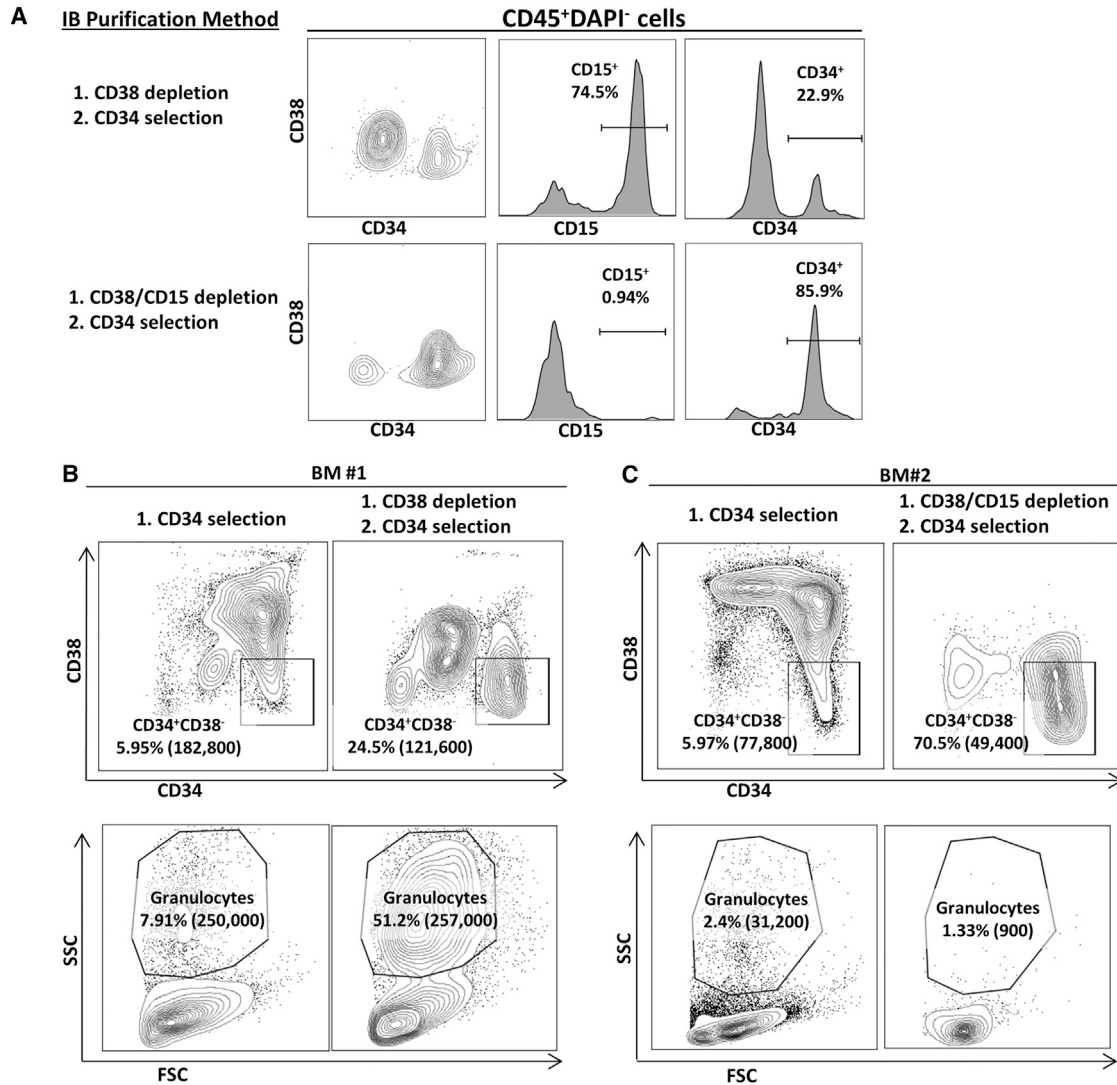 A
IB Purification Method
CD45⁺DAPI⁻ cells
1. CD38 depletion
2. CD34 selection
CD38
CD34
CD15⁺
74.5%
CD15
CD34⁺
22.9%
CD34
1. CD38/CD15 depletion
2. CD34 selection
CD38
CD34
CD15⁺
0.94%
CD15
CD34⁺
85.9%
CD34
B
BM #1
1. CD34 selection
1. CD38 depletion
2. CD34 selection
CD38
CD34⁺CD38⁻
5.95% (182,800)
CD34⁺CD38⁻
24.5% (121,600)
CD34
SSC
Granulocytes
7.91% (250,000)
Granulocytes
51.2% (257,000)
FSC
C
BM#2
1. CD34 selection
1. CD38/CD15 depletion
2. CD34 selection
CD38
CD34⁺CD38⁻
5.97% (77,800)
CD34⁺CD38⁻
70.5% (49,400)
CD34
SSC
Granulocytes
2.4% (31,200)
Granulocytes
1.33% (900)
FSC